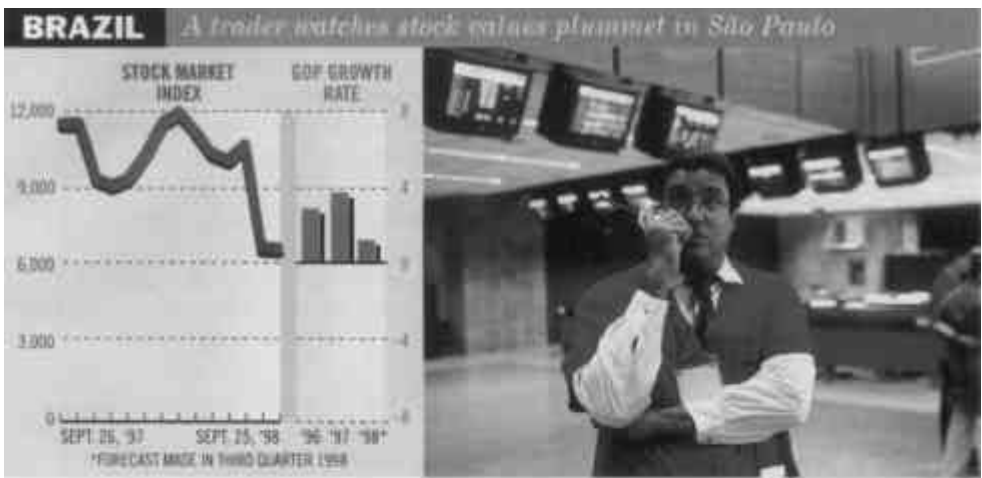 BRAZIL A trader watches stock values plummet in São Paulo
STOCK MARKET
INDEX
GDP GROWTH
RATE
12,000 8
9,000 4
6,000 0
3,000 -4
0 -8
SEPT. 26, '97 SEPT. 25, '98 '96 '97 '98*
*FORECAST MADE IN THIRD QUARTER 1998